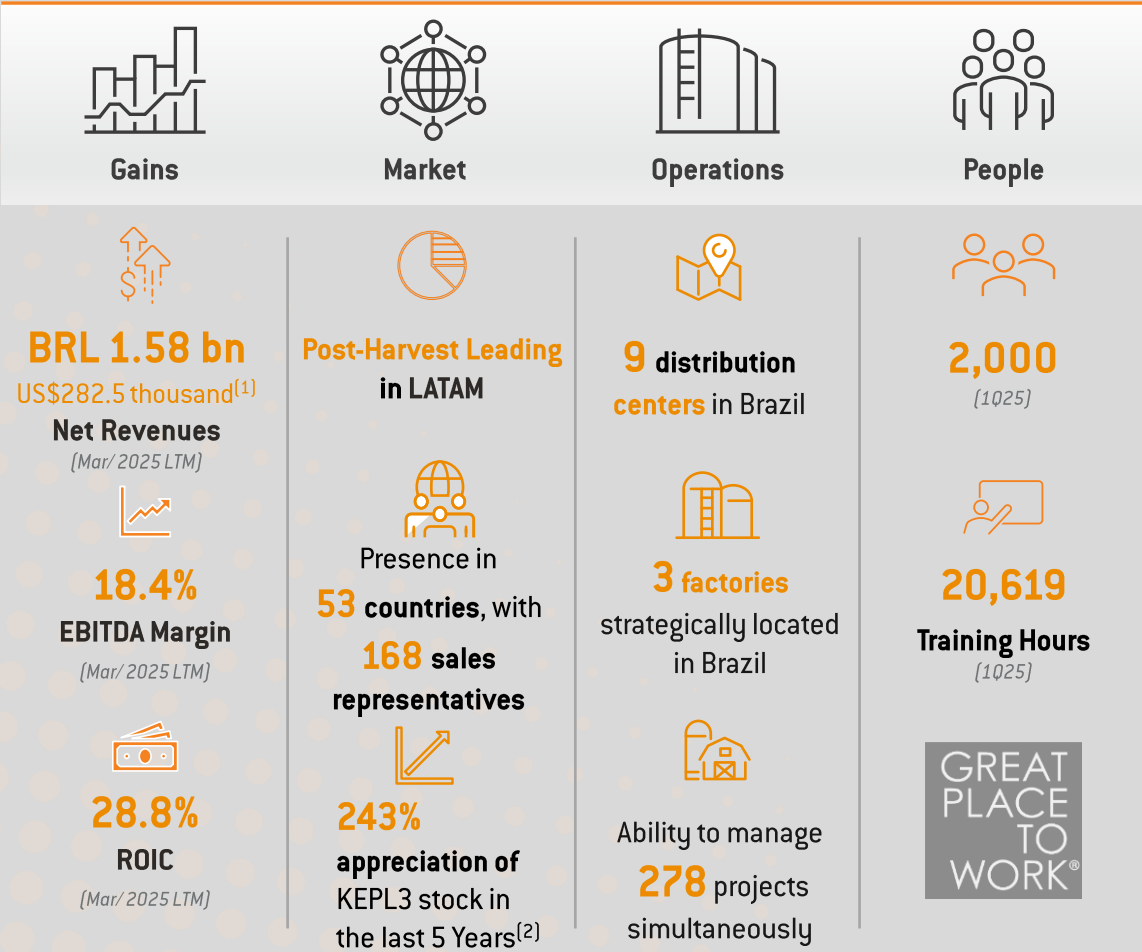 Gains
BRL 1.58 bn
US$282.5 thousand(1)
Net Revenues
(Mar/ 2025 LTM)
18.4%
EBITDA Margin
(Mar/ 2025 LTM)
28.8%
ROIC
(Mar/ 2025 LTM)
Market
Post-Harvest Leading
in LATAM
Presence in
53 countries, with
168 sales
representatives
243%
appreciation of
KEPL3 stock in
the last 5 Years(2)
Operations
9 distribution
centers in Brazil
3 factories
strategically located
in Brazil
Ability to manage
278 projects
simultaneously
People
2,000
(1Q25)
20,619
Training Hours
(1Q25)
GREAT
PLACE
TO
WORK®